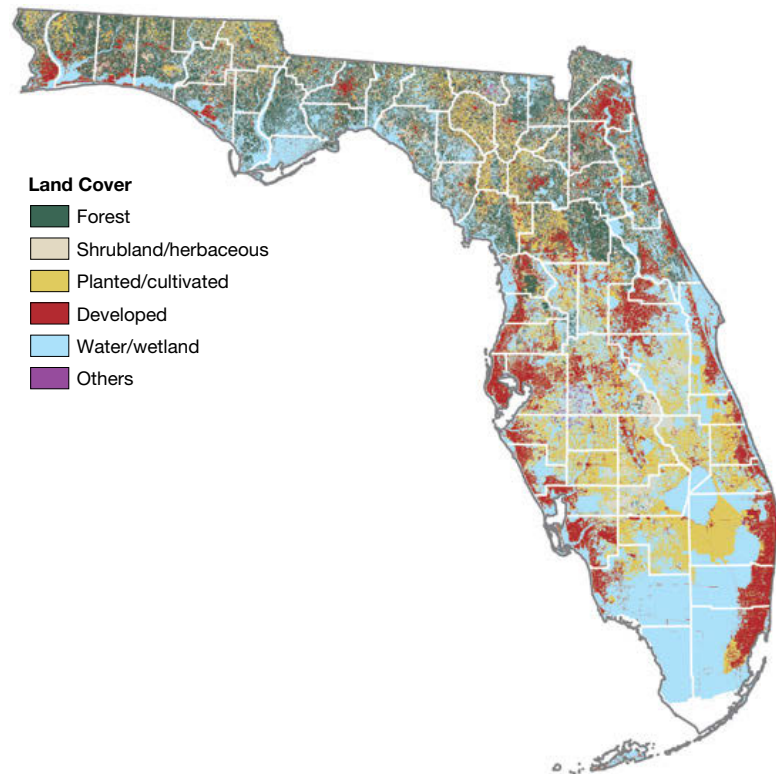 Land Cover
Forest
Shrubland/herbaceous
Planted/cultivated
Developed
Water/wetland
Others